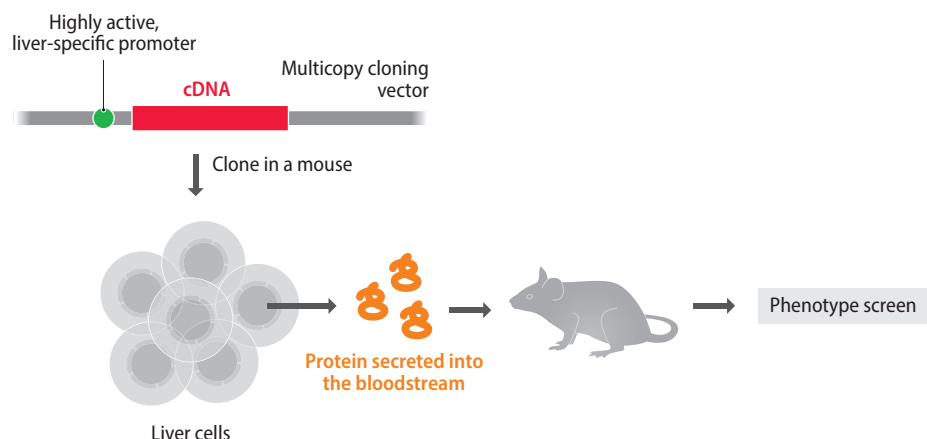 Highly active,
liver-specific promoter
cDNA
Multicopy cloning
vector
Clone in a mouse
Protein secreted into
the bloodstream
Phenotype screen
Liver cells